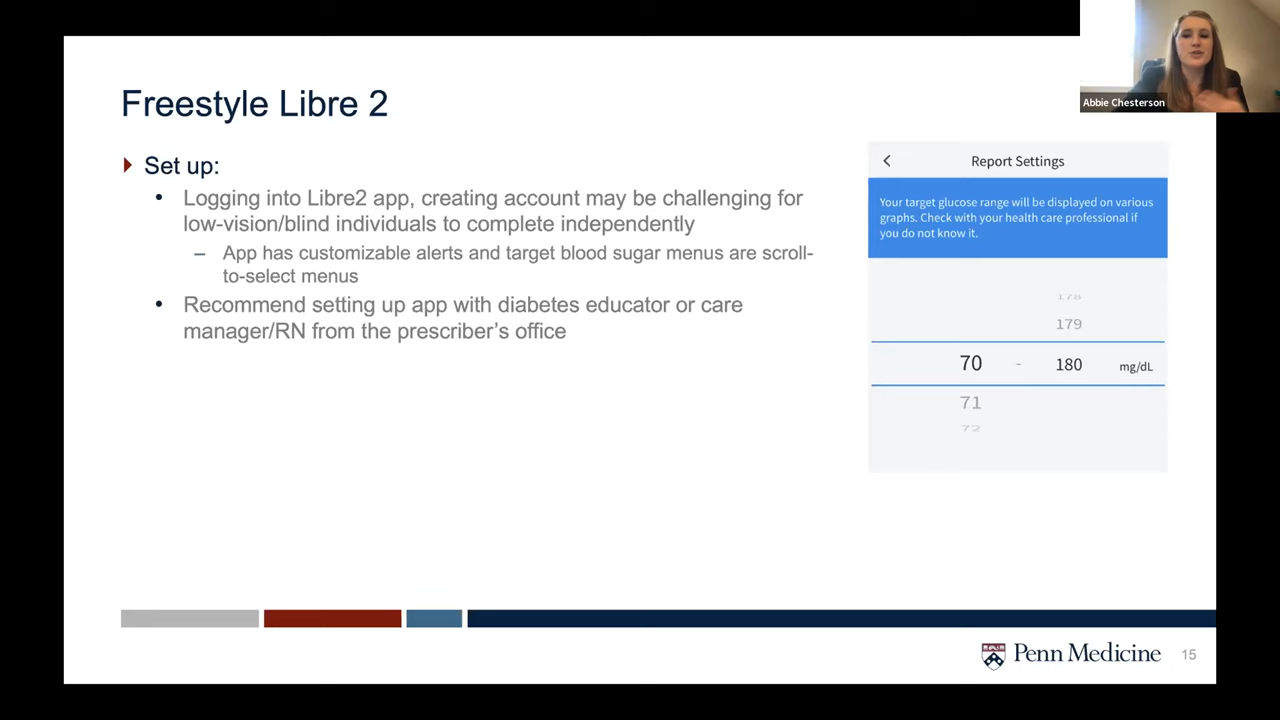 Abbie Chesterson
Freestyle Libre 2
Set up:
• Logging into Libre2 app, creating account may be challenging for
low-vision/blind individuals to complete independently
– App has customizable alerts and target blood sugar menus are scroll-
to-select menus
• Recommend setting up app with diabetes educator or care
manager/RN from the prescriber's office
Report Settings
Your target glucose range will be displayed on various
graphs. Check with your health care professional if
you do not know it.
178
179
70 - 180 mg/dL
71
72
Penn Medicine 15